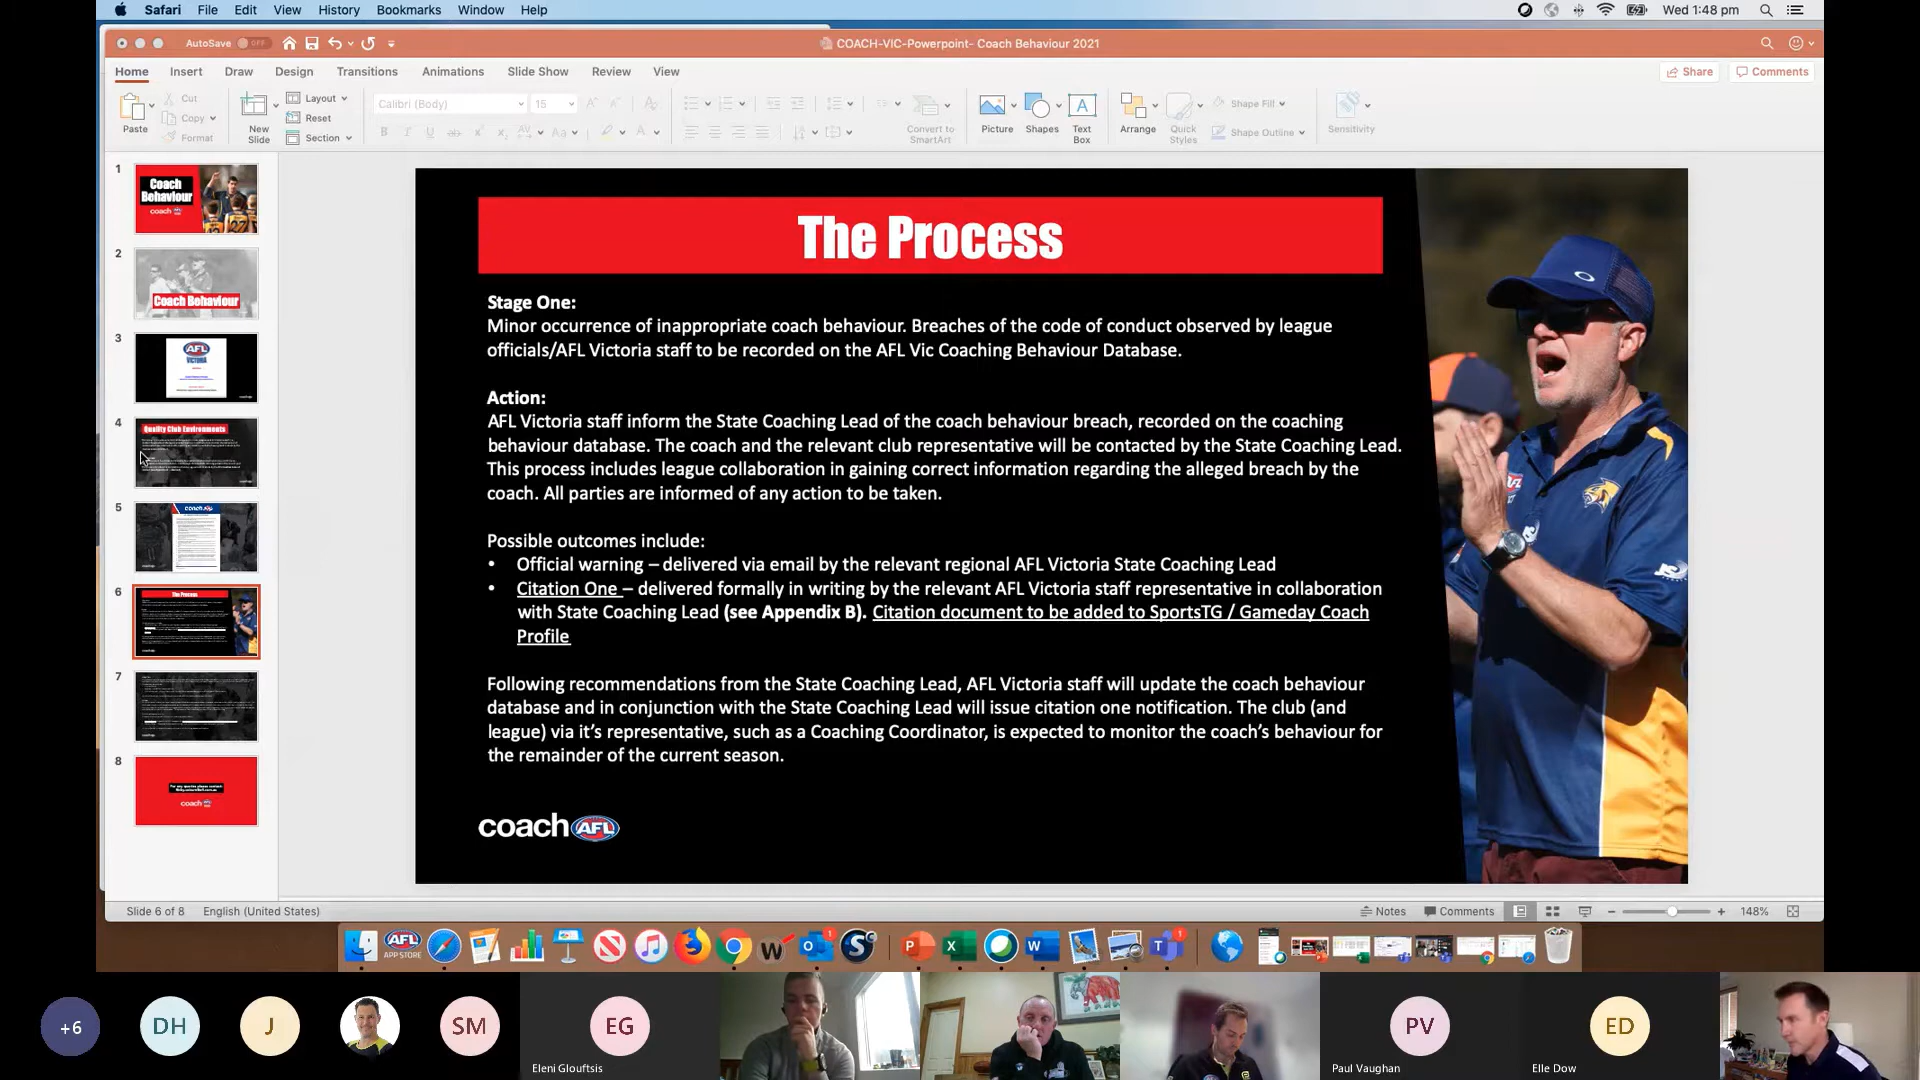 Safari File Edit View History Bookmarks Window Help
Wed 1:48 pm
AutoSave OFF
COACH-VIC-Powerpoint- Coach Behaviour 2021
Home Insert Draw Design Transitions Animations Slide Show Review View
Share Comments
Paste
Cut
Copy
Format
New Slide
Layout
Reset
Section
Calibri (Body) 15
Convert to SmartArt
Picture
Shapes
Text Box
Arrange
Quick Styles
Shape Fill
Shape Outline
Sensitivity
1
Coach
Behaviour
coach
2
Coach Behaviour
3
AFL
VICTORIA
4
Quality Club Environments
5
coach
6
The Process
7
8
coach
The Process
Stage One:
Minor occurrence of inappropriate coach behaviour. Breaches of the code of conduct observed by league
officials/AFL Victoria staff to be recorded on the AFL Vic Coaching Behaviour Database.
Action:
AFL Victoria staff inform the State Coaching Lead of the coach behaviour breach, recorded on the coaching
behaviour database. The coach and the relevant club representative will be contacted by the State Coaching Lead.
This process includes league collaboration in gaining correct information regarding the alleged breach by the
coach. All parties are informed of any action to be taken.
Possible outcomes include:
• Official warning – delivered via email by the relevant regional AFL Victoria State Coaching Lead
• Citation One – delivered formally in writing by the relevant AFL Victoria staff representative in collaboration
with State Coaching Lead (see Appendix B). Citation document to be added to SportsTG / Gameday Coach
Profile
Following recommendations from the State Coaching Lead, AFL Victoria staff will update the coach behaviour
database and in conjunction with the State Coaching Lead will issue citation one notification. The club (and
league) via it's representative, such as a Coaching Coordinator, is expected to monitor the coach's behaviour for
the remainder of the current season.
coach AFL
Slide 6 of 8 English (United States)
Notes Comments 148%
AFL
APP STORE
+6
DH
J
SM
EG
Eleni Glouftsis
PV
Paul Vaughan
ED
Elle Dow